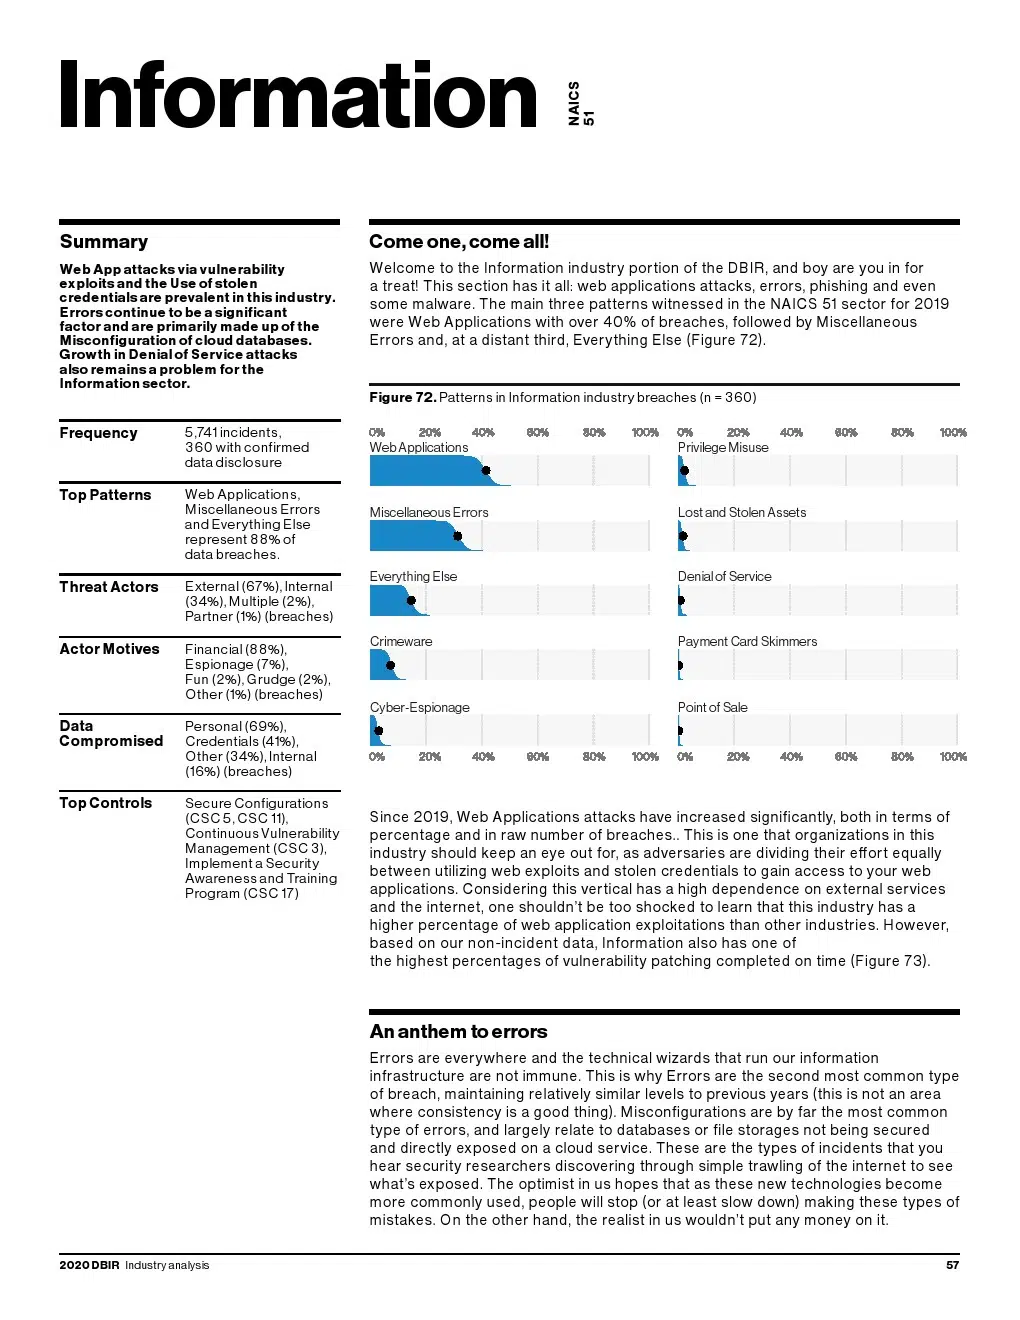 Information
NAICS
51
Summary
Web App attacks via vulnerability
exploits and the Use of stolen
credentials are prevalent in this industry.
Errors continue to be a significant
factor and are primarily made up of the
Misconfiguration of cloud databases.
Growth in Denial of Service attacks
also remains a problem for the
Information sector.
Frequency
5,741 incidents,
360 with confirmed
data disclosure
Top Patterns
Web Applications,
Miscellaneous Errors
and Everything Else
represent 88% of
data breaches.
Threat Actors
External (67%), Internal
(34%), Multiple (2%),
Partner (1%) (breaches)
Actor Motives
Financial (88%),
Espionage (7%),
Fun (2%), Grudge (2%),
Other (1%) (breaches)
Data
Compromised
Personal (69%),
Credentials (41%),
Other (34%), Internal
(16%) (breaches)
Top Controls
Secure Configurations
(CSC 5, CSC 11),
Continuous Vulnerability
Management (CSC 3),
Implement a Security
Awareness and Training
Program (CSC 17)
Come one, come all!
Welcome to the Information industry portion of the DBIR, and boy are you in for
a treat! This section has it all: web applications attacks, errors, phishing and even
some malware. The main three patterns witnessed in the NAICS 51 sector for 2019
were Web Applications with over 40% of breaches, followed by Miscellaneous
Errors and, at a distant third, Everything Else (Figure 72).
Figure 72. Patterns in Information industry breaches (n = 360)
0% 20% 40% 60% 80% 100% 0% 20% 40% 60% 80% 100%
Web Applications Privilege Misuse
Miscellaneous Errors Lost and Stolen Assets
Everything Else Denial of Service
Crimeware Payment Card Skimmers
Cyber-Espionage Point of Sale
0% 20% 40% 60% 80% 100% 0% 20% 40% 60% 80% 100%
Since 2019, Web Applications attacks have increased significantly, both in terms of
percentage and in raw number of breaches.. This is one that organizations in this
industry should keep an eye out for, as adversaries are dividing their effort equally
between utilizing web exploits and stolen credentials to gain access to your web
applications. Considering this vertical has a high dependence on external services
and the internet, one shouldn't be too shocked to learn that this industry has a
higher percentage of web application exploitations than other industries. However,
based on our non-incident data, Information also has one of
the highest percentages of vulnerability patching completed on time (Figure 73).
An anthem to errors
Errors are everywhere and the technical wizards that run our information
infrastructure are not immune. This is why Errors are the second most common type
of breach, maintaining relatively similar levels to previous years (this is not an area
where consistency is a good thing). Misconfigurations are by far the most common
type of errors, and largely relate to databases or file storages not being secured
and directly exposed on a cloud service. These are the types of incidents that you
hear security researchers discovering through simple trawling of the internet to see
what's exposed. The optimist in us hopes that as these new technologies become
more commonly used, people will stop (or at least slow down) making these types of
mistakes. On the other hand, the realist in us wouldn't put any money on it.
2020 DBIR Industry analysis
57